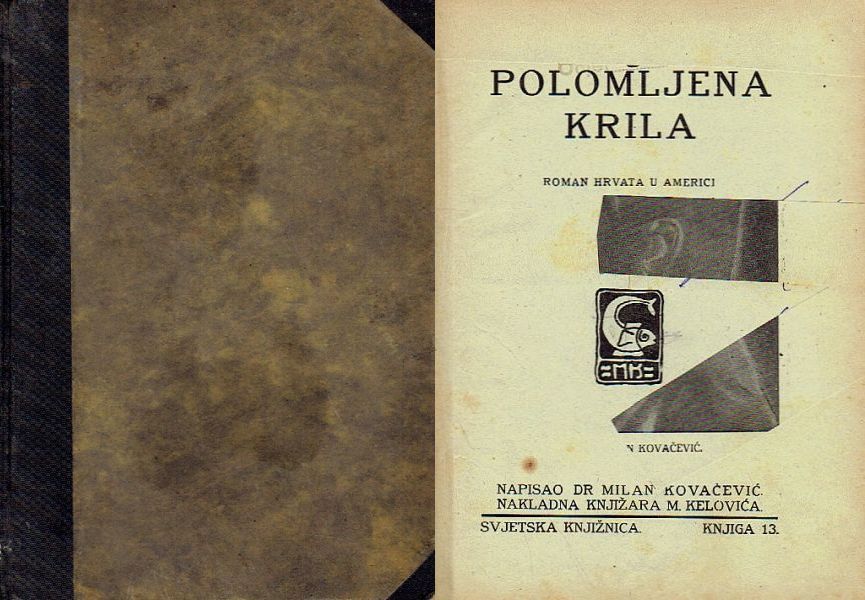 POLOMLJENA
KRILA
ROMAN HRVATA U AMERICI
MK
N KOVAČEVIĆ.
NAPISAO DR MILAN KOVAČEVIĆ.
NAKLADNA KNJIŽARA M. KELOVIĆA.
SVJETSKA KNJIŽNICA. KNJIGA 13.